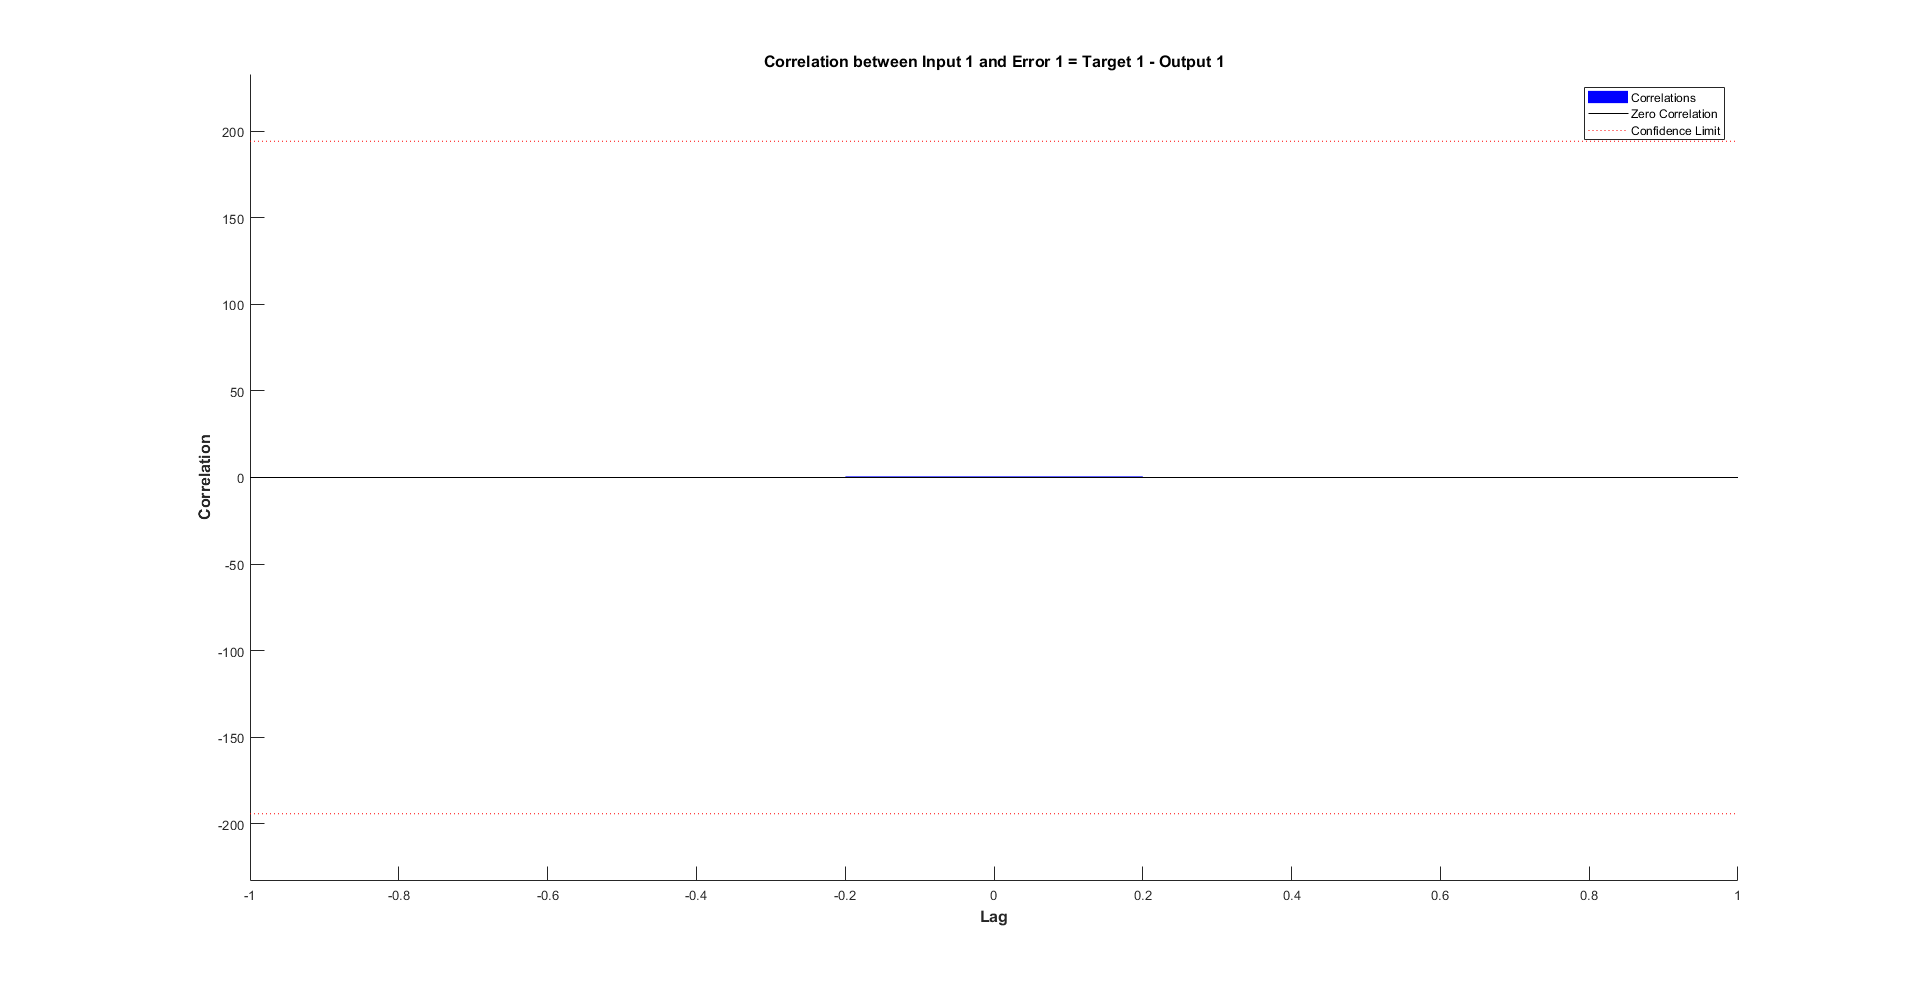 Correlation between Input 1 and Error 1 = Target 1 - Output 1
Correlations
Zero Correlation
Confidence Limit
200
150
100
50
0
-50
-100
-150
-200
Correlation
-1 -0.8 -0.6 -0.4 -0.2 0 0.2 0.4 0.6 0.8 1
Lag